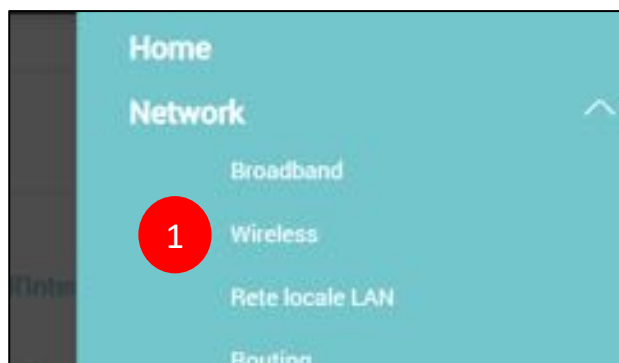 Home
Network
Broadband
1
Wireless
Rete locale LAN
Routing